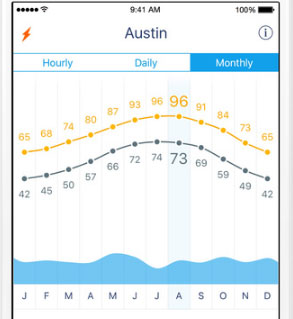 9:41 AM 100%
Austin
Hourly Daily Monthly
65 68 74 80 87 93 96 96 91 84 73 65
42 45 50 57 66 72 74 73 69 59 49 42
J F M A M J J A S O N D